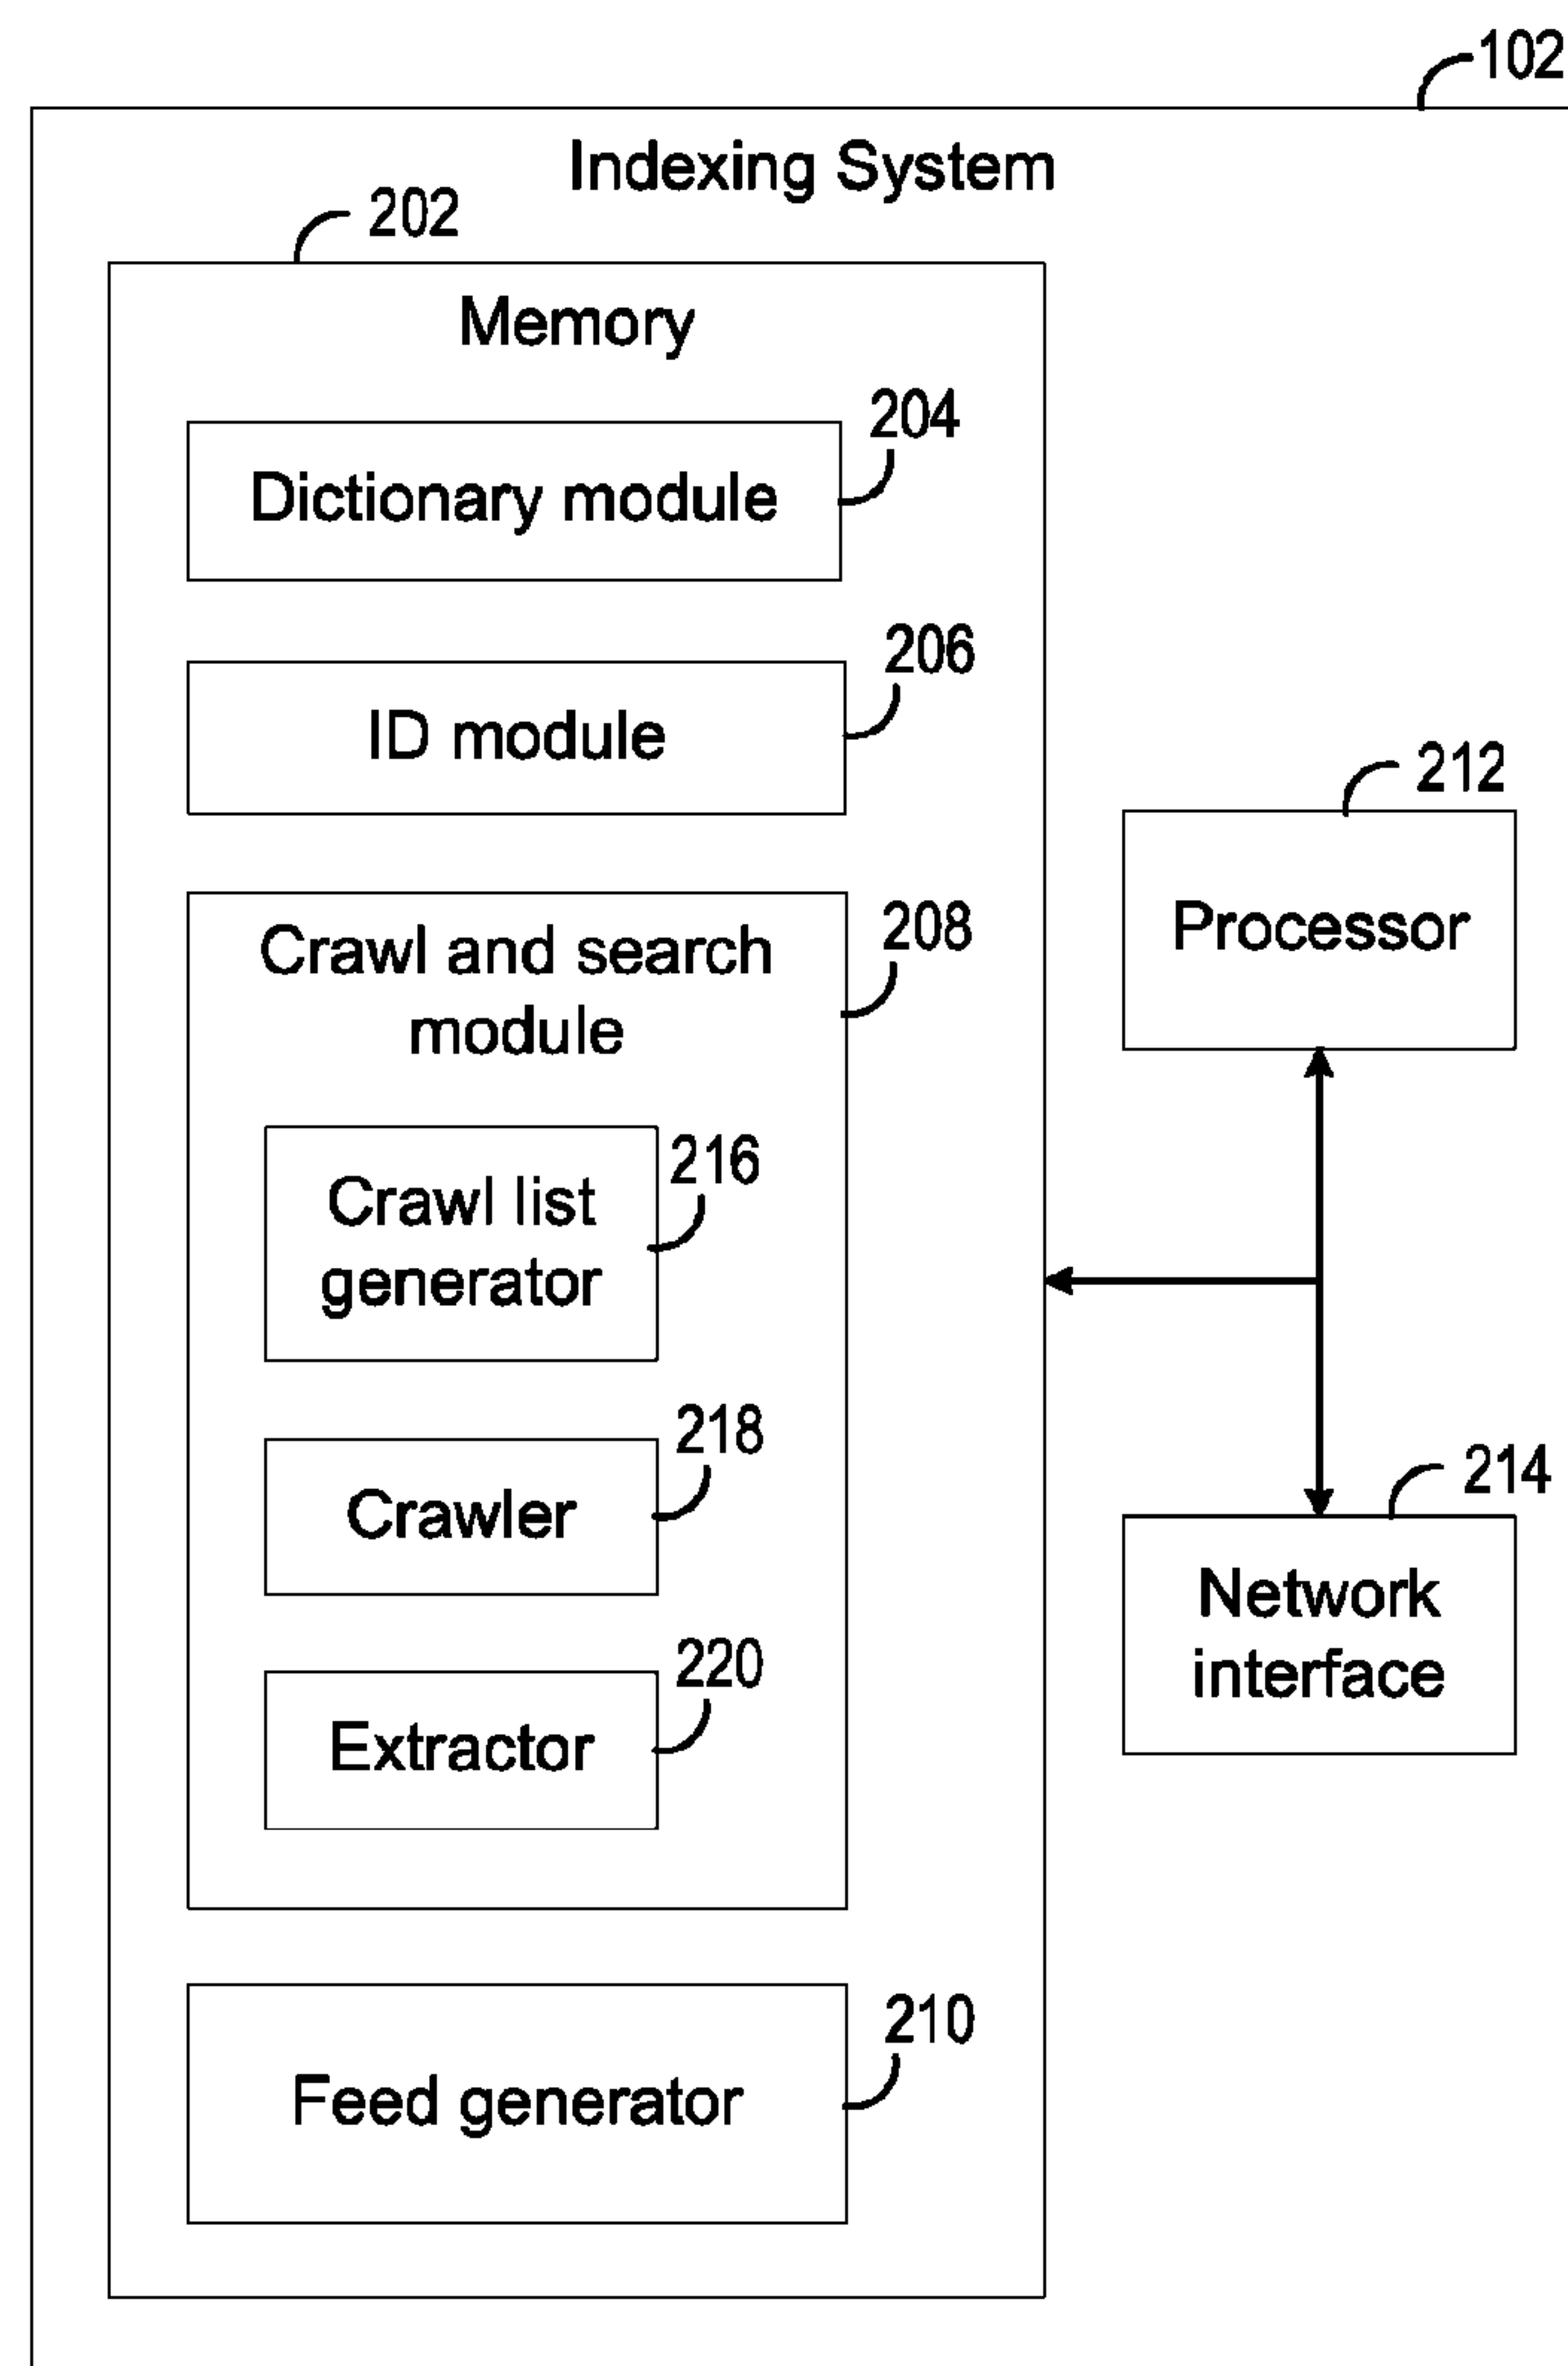 102
Indexing System
202
Memory
204
Dictionary module
206
ID module
208
Crawl and search
module
216
Crawl list
generator
218
Crawler
220
Extractor
210
Feed generator
212
Processor
214
Network
interface